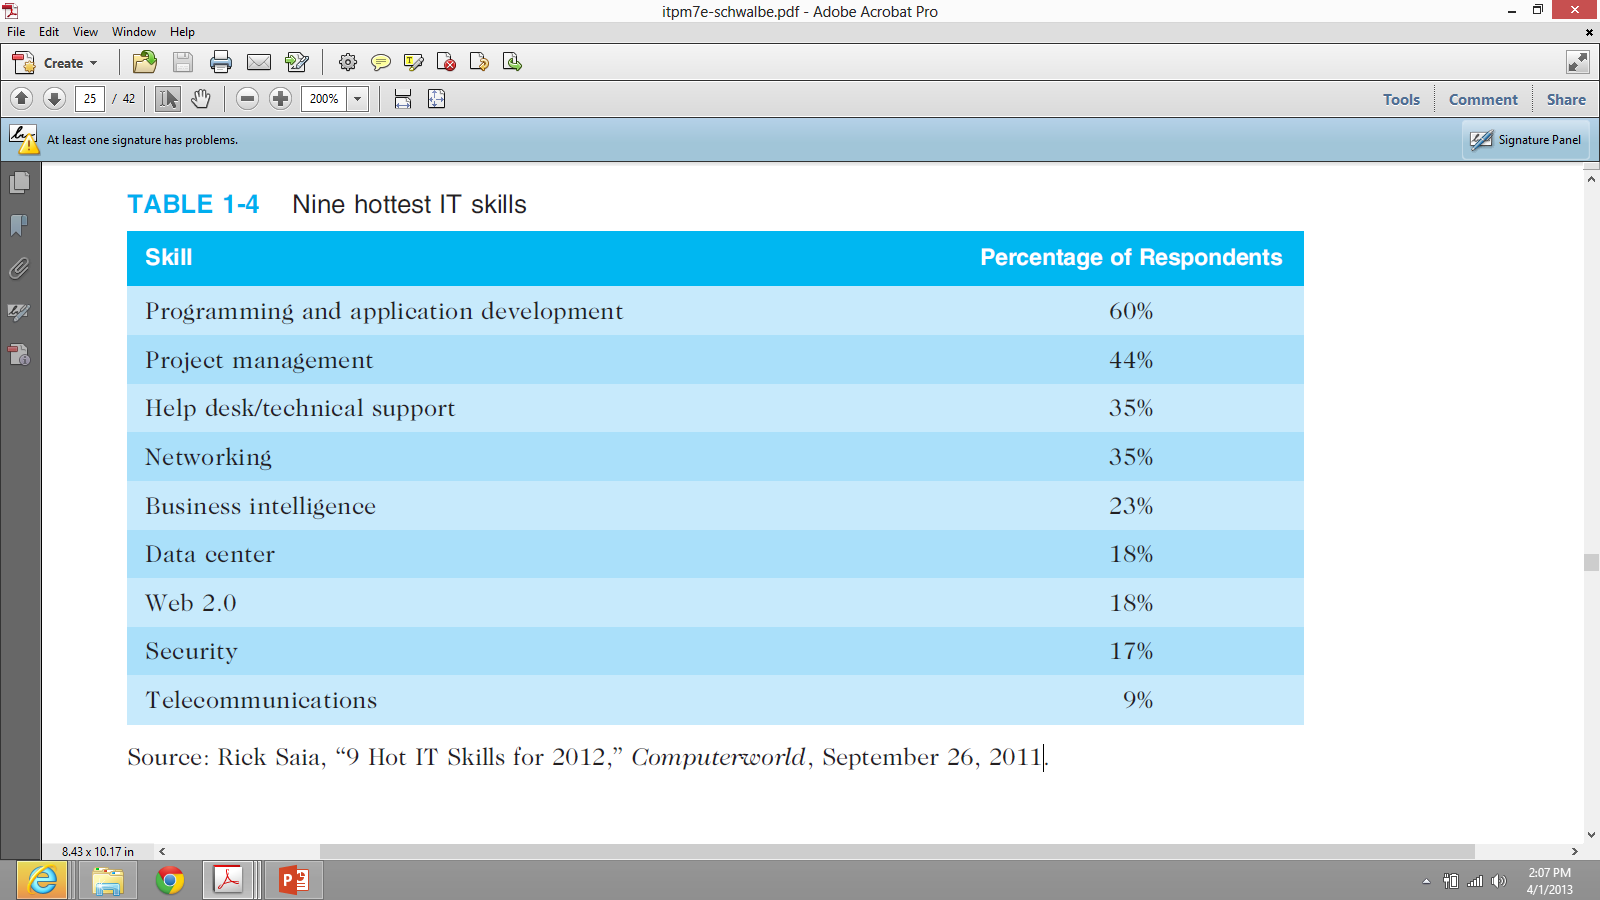 itpm7e-schwalbe.pdf - Adobe Acrobat Pro
File Edit View Window Help
Create
25 / 42 200% Tools Comment Share
At least one signature has problems. Signature Panel
TABLE 1-4 Nine hottest IT skills
Skill Percentage of Respondents
Programming and application development 60%
Project management 44%
Help desk/technical support 35%
Networking 35%
Business intelligence 23%
Data center 18%
Web 2.0 18%
Security 17%
Telecommunications 9%
Source: Rick Saia, “9 Hot IT Skills for 2012,” Computerworld, September 26, 2011.
8.43 x 10.17 in
2:07 PM
4/1/2013